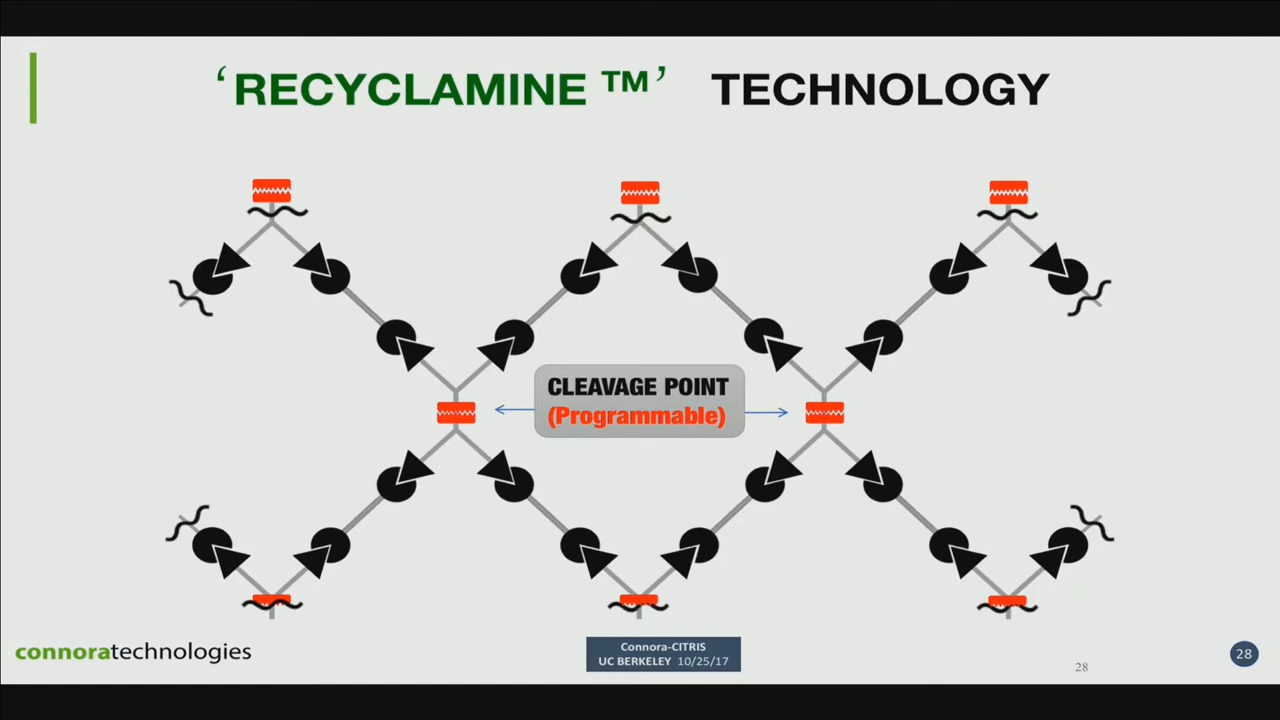 ‘RECYCLAMINE ™’ TECHNOLOGY
CLEAVAGE POINT
(Programmable)
connoratechnologies
Connora-CITRIS
UC BERKELEY 10/25/17
28
28